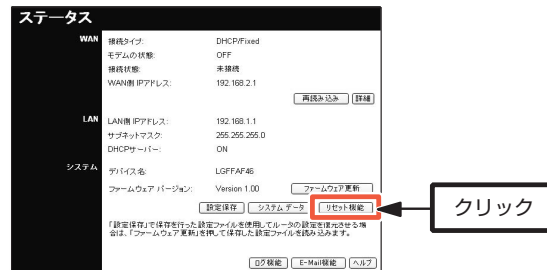 ステータス
WAN
接続タイプ: DHCP/Fixed
モデムの状態: OFF
接続状態: 未接続
WAN側 IPアドレス: 192.168.2.1
再読み込み 詳細
LAN
LAN側 IPアドレス: 192.168.1.1
サブネットマスク: 255.255.255.0
DHCPサーバー: ON
システム
デバイス名: LGFFAF46
ファームウェア バージョン: Version 1.00 ファームウェア更新
設定保存 システム データ リセット機能
クリック
「設定保存」で保存を行った設定ファイルを使用してルータの設定を復元させる場
合は、「ファームウェア更新」を押して保存した設定ファイルを読み込みます。
ログ機能 E-Mail機能 ヘルプ